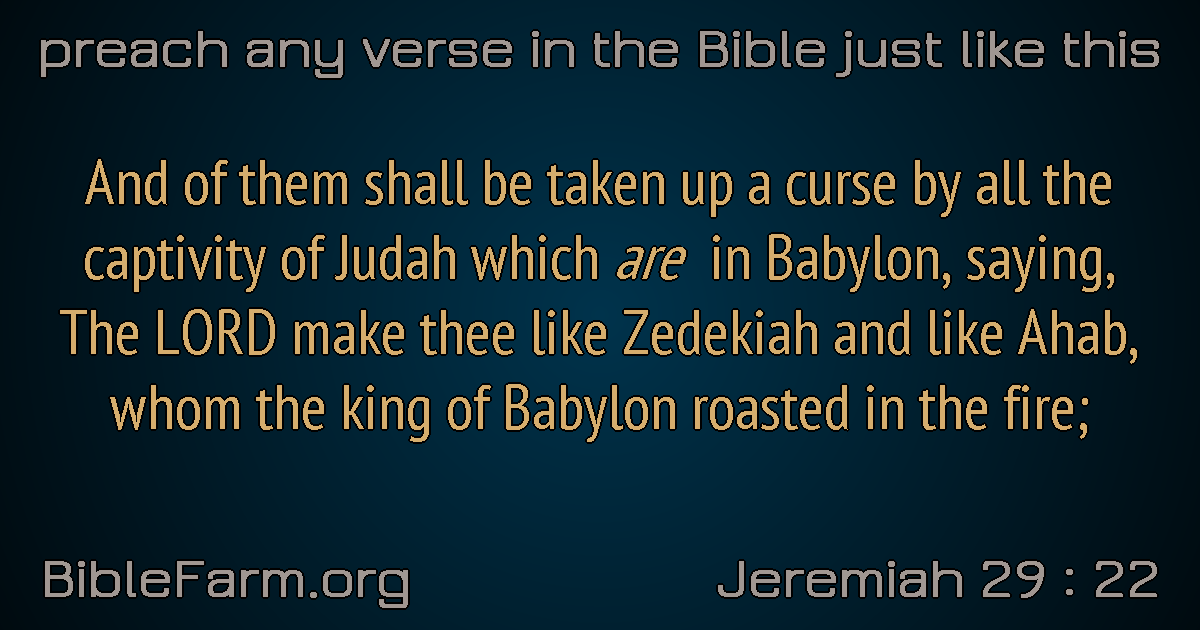 preach any verse in the Bible just like this
And of them shall be taken up a curse by all the
captivity of Judah which are in Babylon, saying,
The LORD make thee like Zedekiah and like Ahab,
whom the king of Babylon roasted in the fire;
BibleFarm.org
Jeremiah 29 : 22